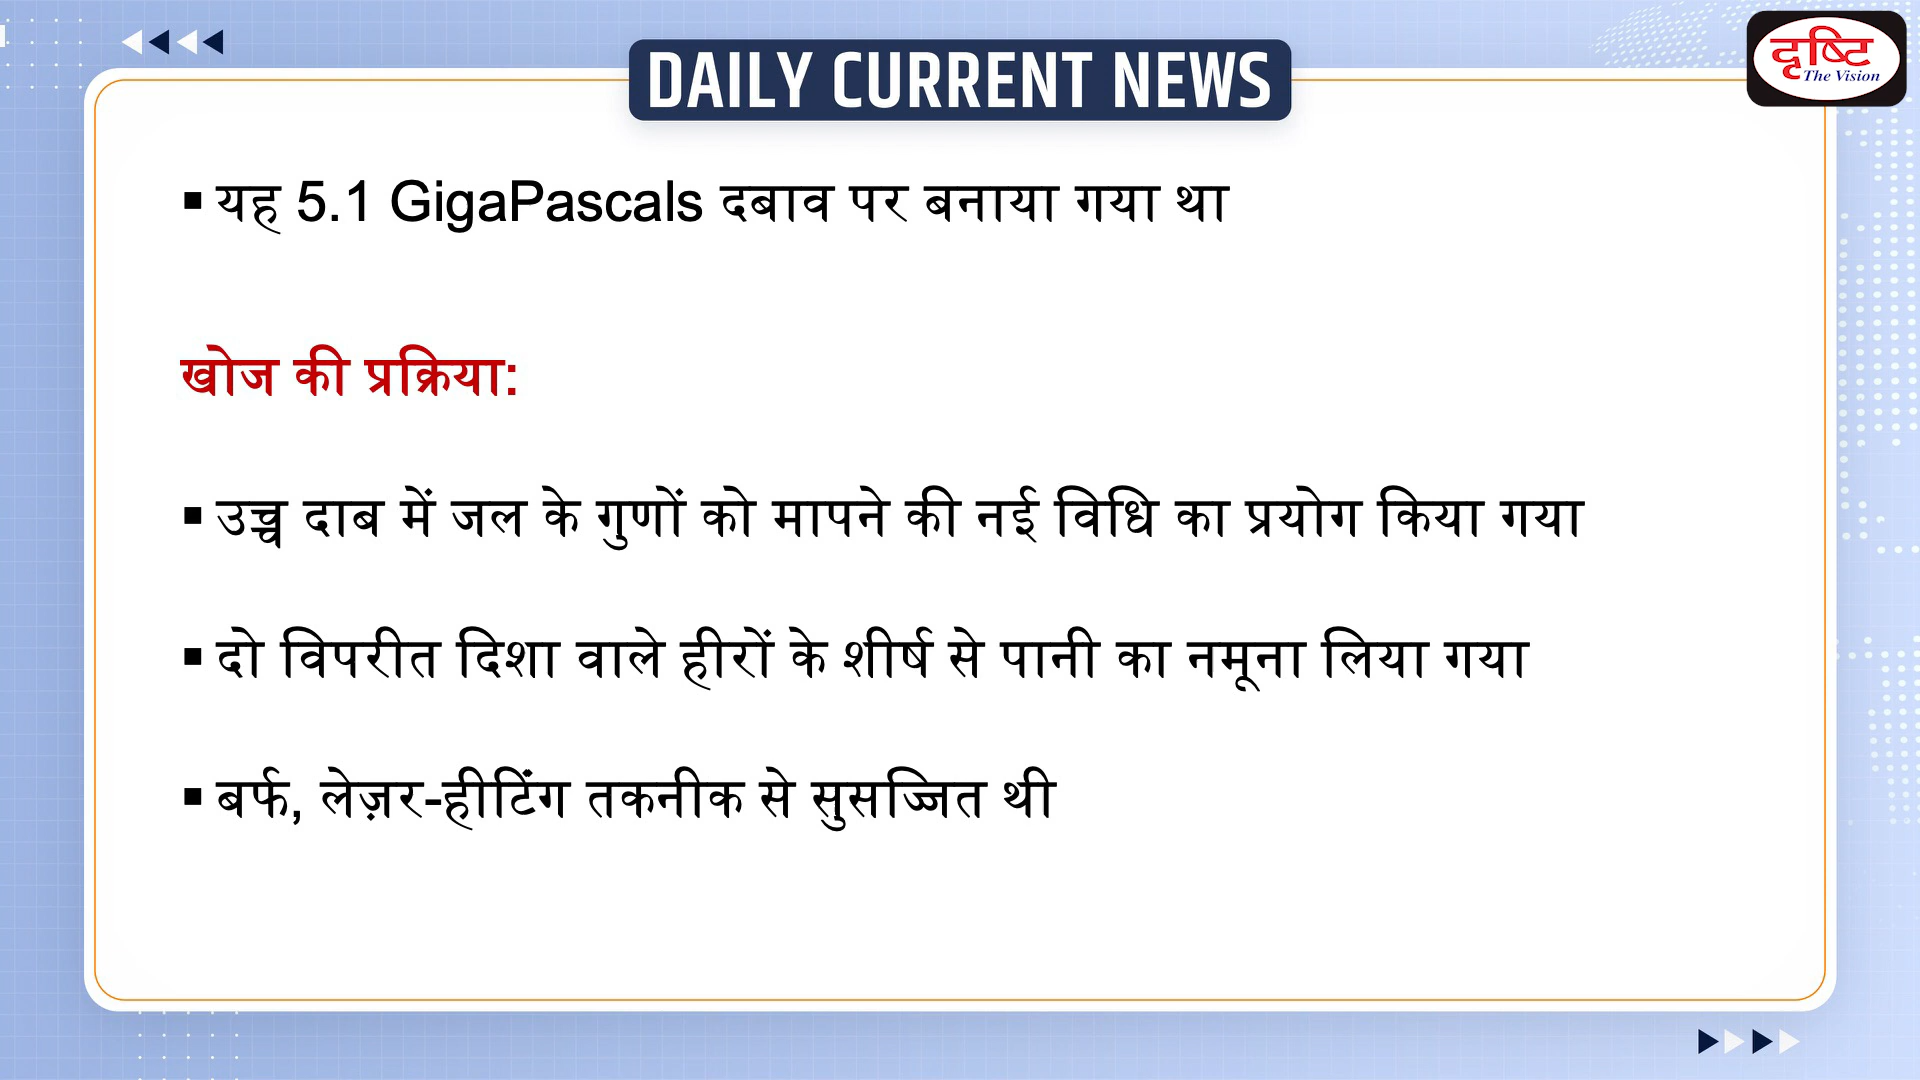 DAILY CURRENT NEWS
दृष्टि
The Vision
▪ यह 5.1 GigaPascals दबाव पर बनाया गया था
खोज की प्रक्रिया:
▪ उच्च दाब में जल के गुणों को मापने की नई विधि का प्रयोग किया गया
▪ दो विपरीत दिशा वाले हीरों के शीर्ष से पानी का नमूना लिया गया
▪ बर्फ, लेज़र-हीटिंग तकनीक से सुसज्जित थी